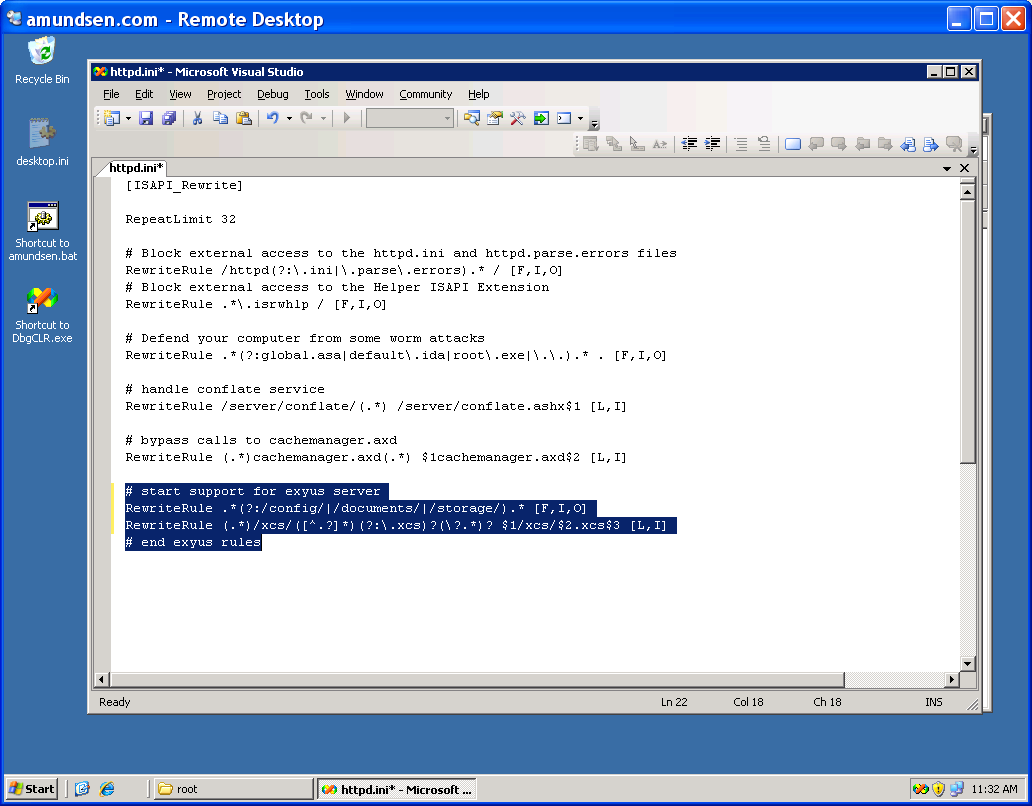 amundsen.com - Remote Desktop
Recycle Bin
desktop.ini
Shortcut to
amundsen.bat
Shortcut to
DbgCLR.exe
httpd.ini* - Microsoft Visual Studio
File Edit View Project Debug Tools Window Community Help
httpd.ini*
[ISAPI_Rewrite]
RepeatLimit 32
# Block external access to the httpd.ini and httpd.parse.errors files
RewriteRule /httpd(?:\.ini|\.parse\.errors).* / [F,I,O]
# Block external access to the Helper ISAPI Extension
RewriteRule .*\.isrwhlp / [F,I,O]
# Defend your computer from some worm attacks
RewriteRule .*(?:global.asa|default\.ida|root\.exe|\.\.).* . [F,I,O]
# handle conflate service
RewriteRule /server/conflate/(.*) /server/conflate.ashx$1 [L,I]
# bypass calls to cachemanager.axd
RewriteRule (.*)cachemanager.axd(.*) $1cachemanager.axd$2 [L,I]
# start support for exyus server
RewriteRule .*(?:/config/|/documents/|/storage/).* [F,I,O]
RewriteRule (.*)/xcs/([^.?]*)(?:\.xcs)?(\?.*)? $1/xcs/$2.xcs$3 [L,I]
# end exyus rules
Ready Ln 22 Col 18 Ch 18 INS
Start root httpd.ini* - Microsoft ... 11:32 AM